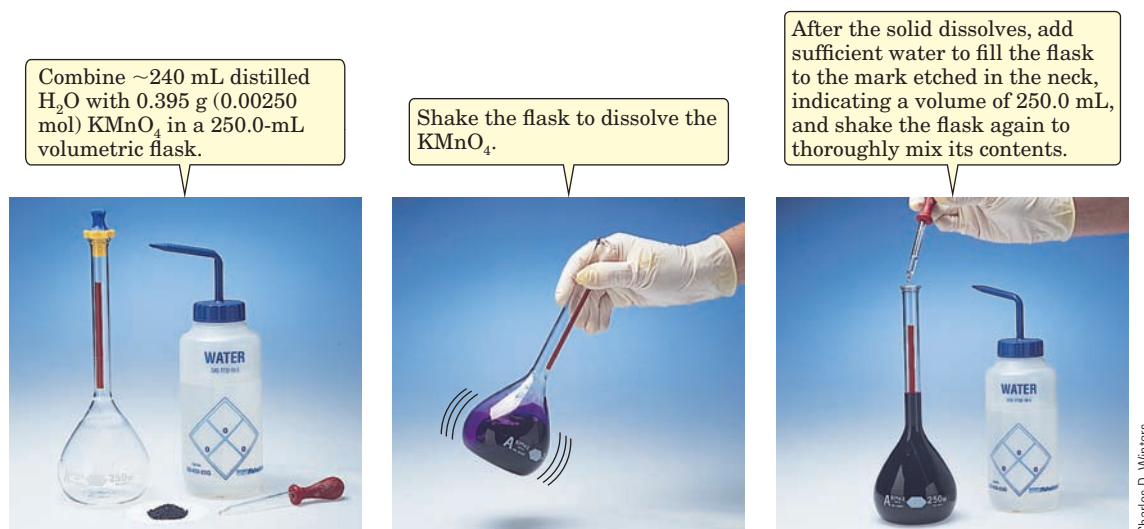 Combine ~240 mL distilled
H₂O with 0.395 g (0.00250
mol) KMnO₄ in a 250.0-mL
volumetric flask.
Shake the flask to dissolve the
KMnO₄.
After the solid dissolves, add
sufficient water to fill the flask
to the mark etched in the neck,
indicating a volume of 250.0 mL,
and shake the flask again to
thoroughly mix its contents.
WATER
250
A
A
250
WATER